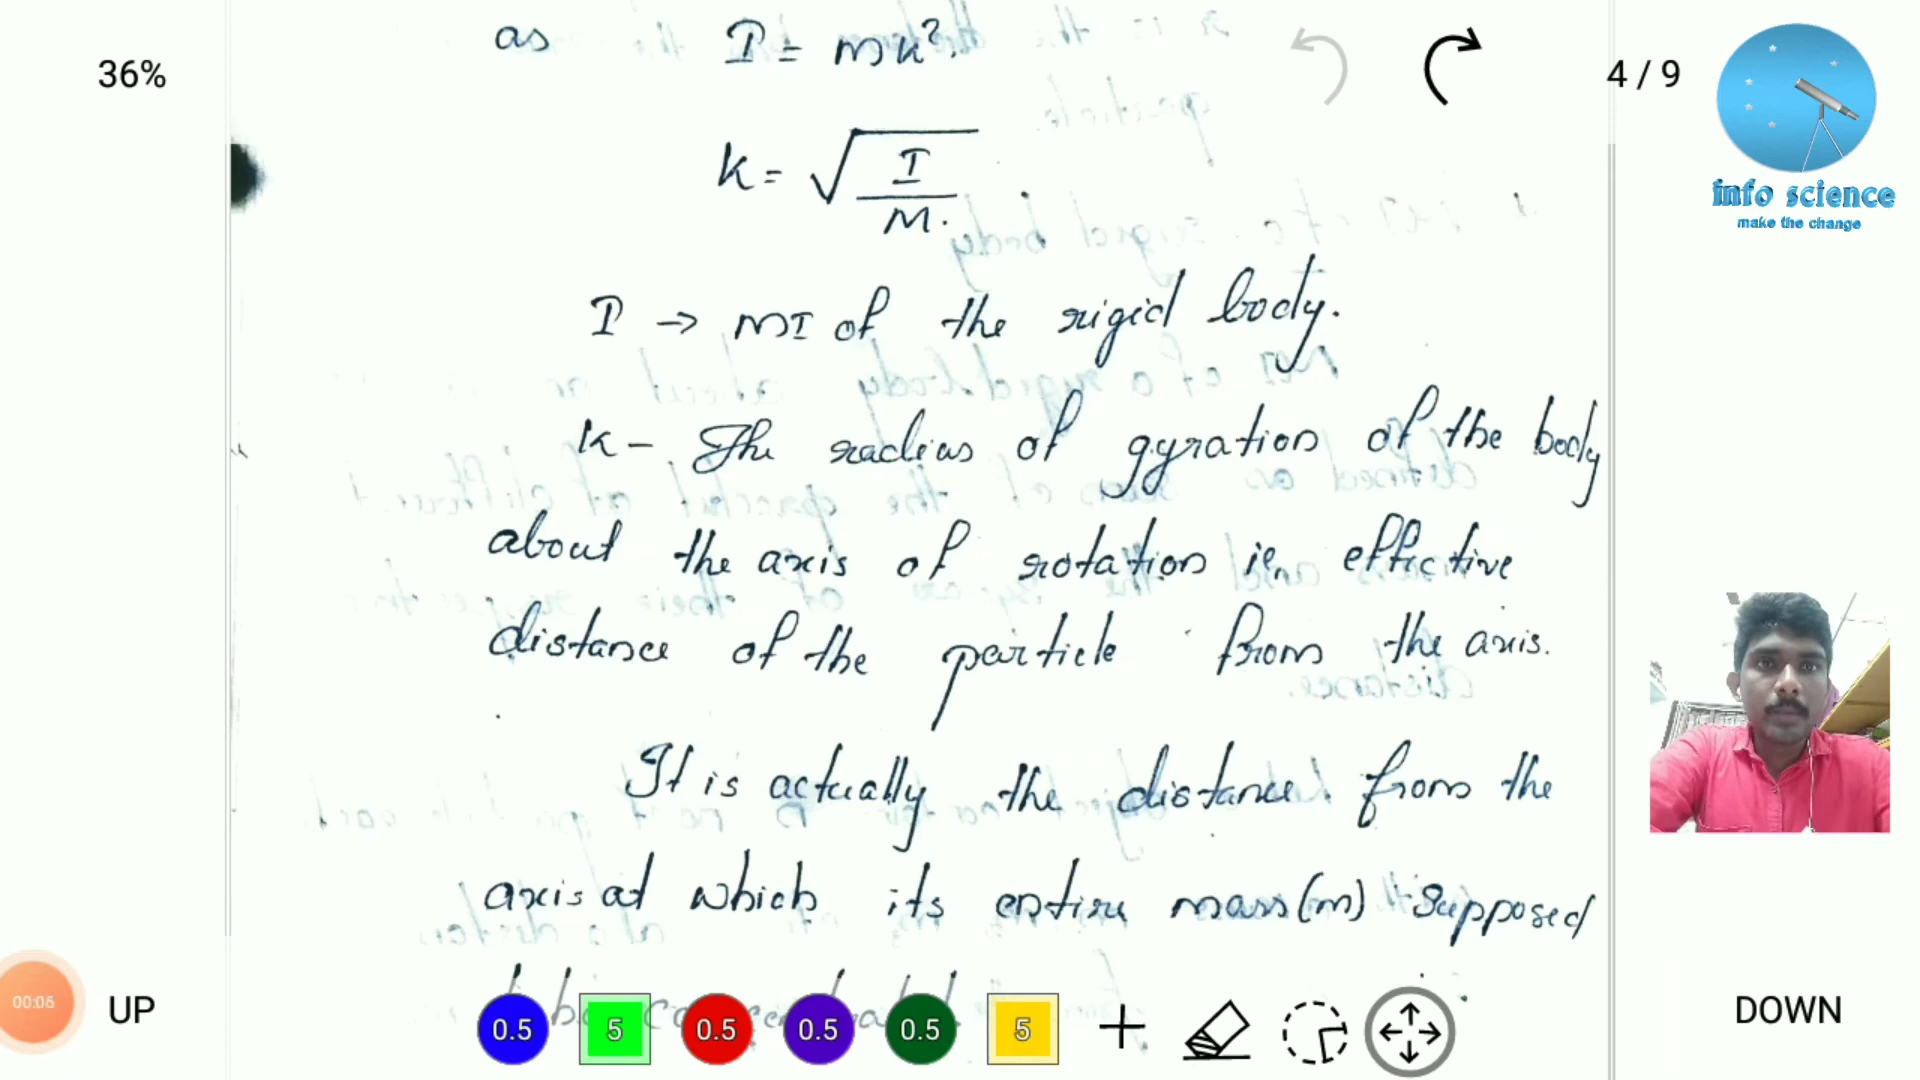 as I = mk².
36%
4 / 9
k = √(I/M).
info science
make the change
I → MI of the rigid body.
k - The radius of gyration of the body
about the axis of rotation ie, effective
distance of the particle from the axis.
It is actually the distance from the
axis at which its entire mass(m) supposed
0.5 5 0.5 0.5 0.5 5
00:06
UP
DOWN